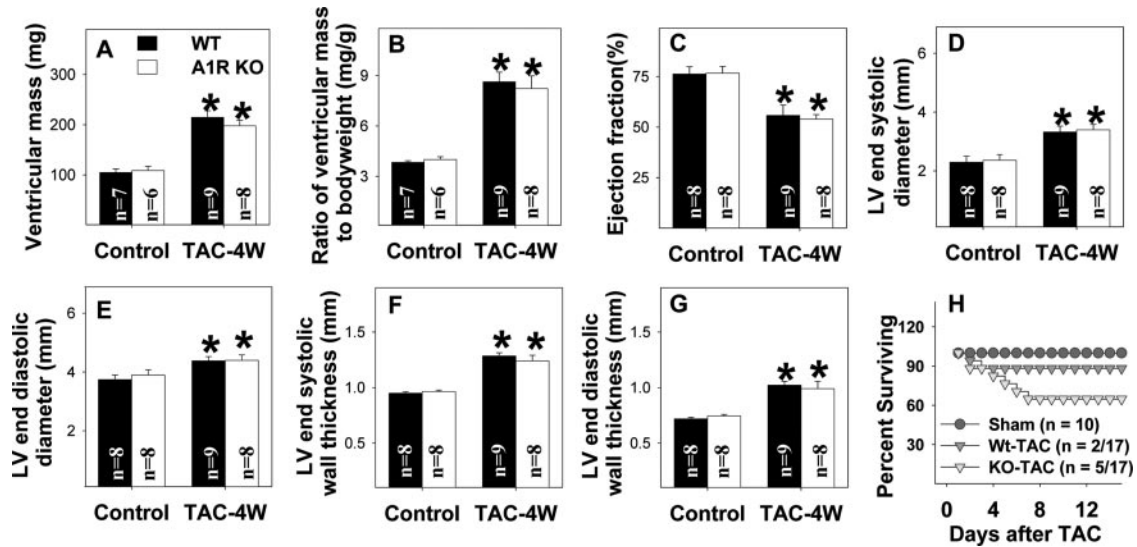 A
WT
A1R KO
Ventricular mass (mg)
300
200
100
* *
n=7 n=6 n=9 n=8
Control TAC-4W
B
Ratio of ventricular mass
to bodyweight (mg/g)
9
6
3
* *
n=7 n=6 n=9 n=8
Control TAC-4W
C
Ejection fraction(%)
75
50
25
* *
n=8 n=8 n=9 n=8
Control TAC-4W
D
LV end systolic
diameter (mm)
6
4
2
* *
n=8 n=8 n=9 n=8
Control TAC-4W
E
LV end diastolic
diameter (mm)
6
4
2
* *
n=8 n=8 n=9 n=8
Control TAC-4W
F
LV end systolic
wall thickness (mm)
1.5
1.0
0.5
* *
n=8 n=8 n=9 n=8
Control TAC-4W
G
LV end diastolic
wall thickness (mm)
1.5
1.0
0.5
* *
n=8 n=8 n=9 n=8
Control TAC-4W
H
Percent Surviving
120
90
60
30
Sham (n = 10)
Wt-TAC (n = 2/17)
KO-TAC (n = 5/17)
0 4 8 12
Days after TAC